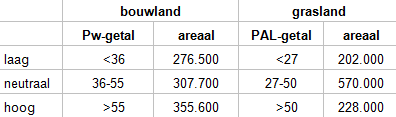 bouwland grasland
Pw-getal areaal PAL-getal areaal
laag <36 276.500 <27 202.000
neutraal 36-55 307.700 27-50 570.000
hoog >55 355.600 >50 228.000